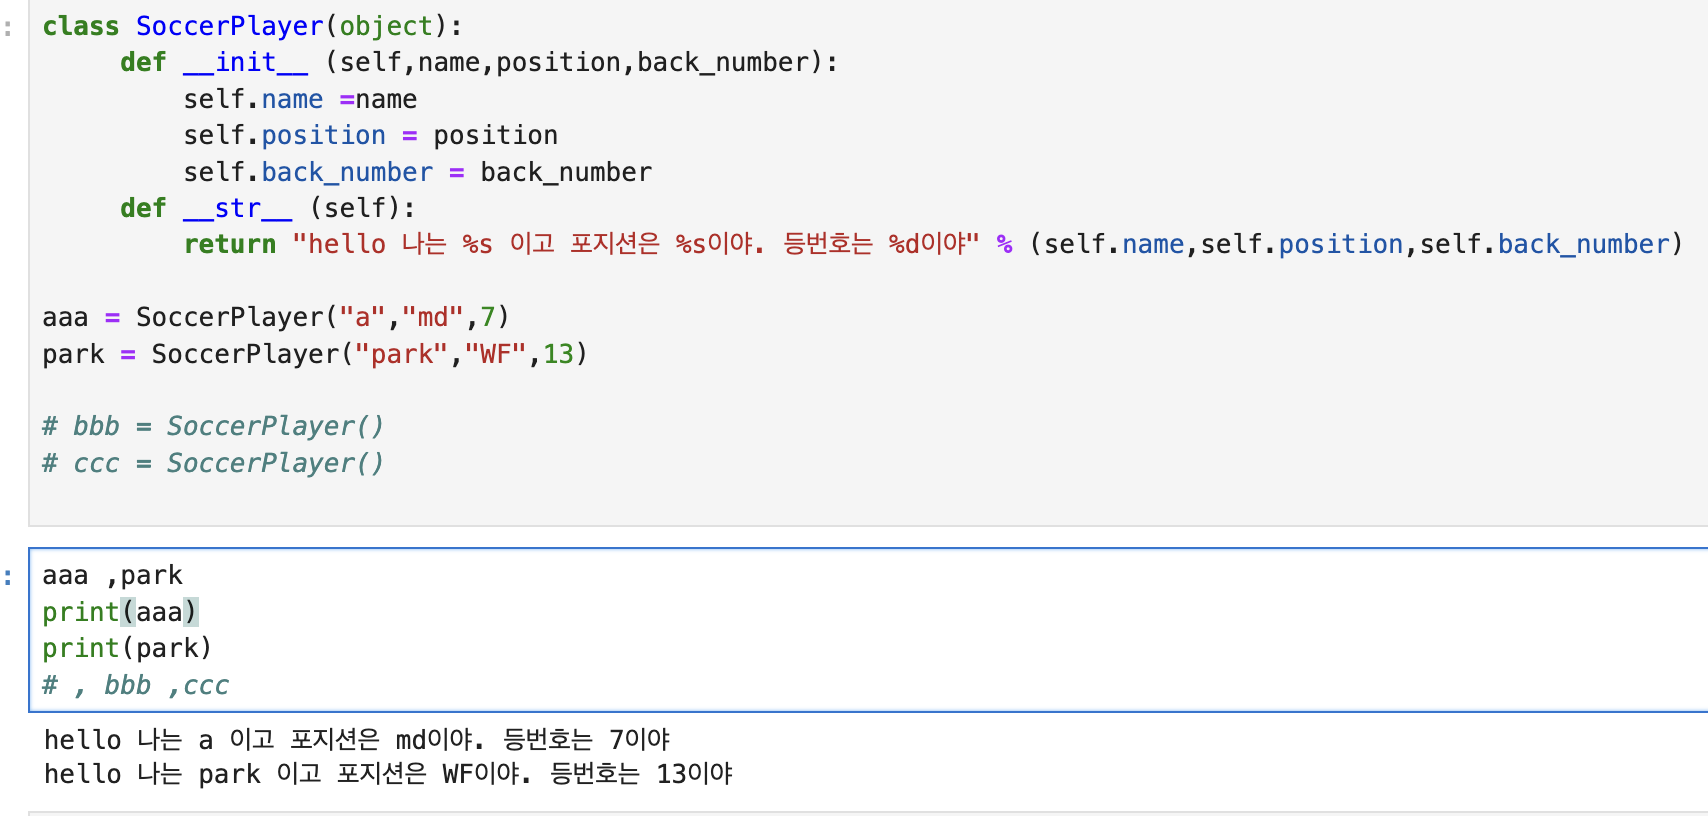 :
class SoccerPlayer(object):
     def __init__ (self,name,position,back_number):
         self.name =name
         self.position = position
         self.back_number = back_number
     def __str__ (self):
         return "hello 나는 %s 이고 포지션은 %s이야. 등번호는 %d이야" % (self.name,self.position,self.back_number)
aaa = SoccerPlayer("a","md",7)
park = SoccerPlayer("park","WF",13)
# bbb = SoccerPlayer()
# ccc = SoccerPlayer()
:
aaa ,park
print(aaa)
print(park)
# , bbb ,ccc
hello 나는 a 이고 포지션은 md이야. 등번호는 7이야
hello 나는 park 이고 포지션은 WF이야. 등번호는 13이야